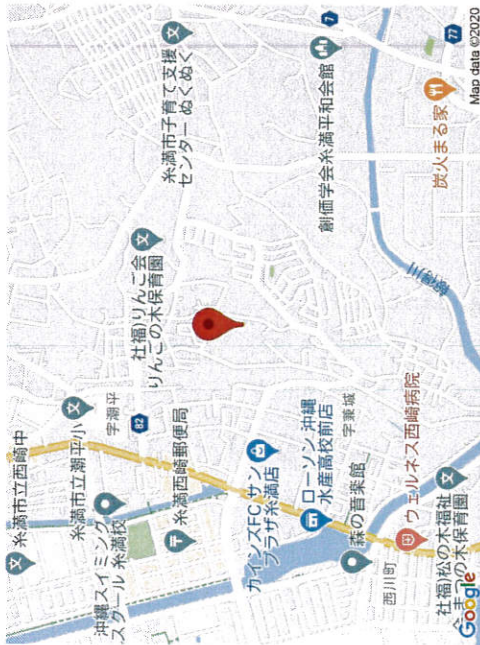 糸満市立西崎中
糸満市立潮平小
沖縄スイミング
スクール 糸満校
字潮平
82
社福)りんご会
りんごの木保育園
糸満市子育て支援
センター ぬくぬく
糸満西崎郵便局
カインズFC サン
プラザ糸満店
ローソン 沖縄
水産高校前店
字兼城
森の音楽館
西川町
創価学会糸満平和会館
7
ウェルネス西崎病院
報得川
社福)松の木福祉
会まつの木保育園
炭火まる家
77
Google
Map data ©2020